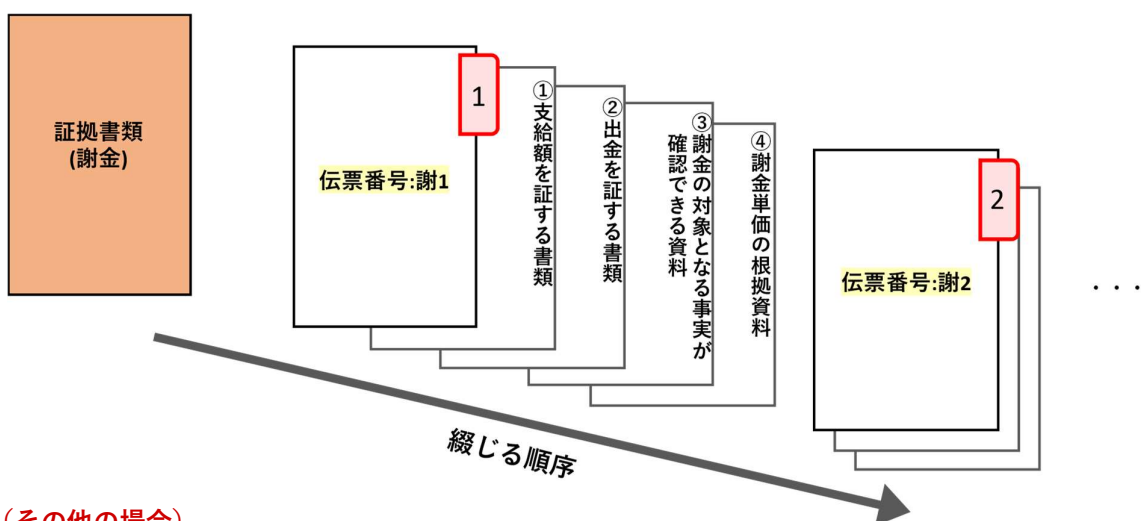 証拠書類
(謝金)
1
伝票番号:謝1
①支給額を証する書類
②出金を証する書類
③謝金の対象となる事実が
確認できる資料
④謝金単価の根拠資料
2
伝票番号:謝2
・・・
綴じる順序
(その他の場合)